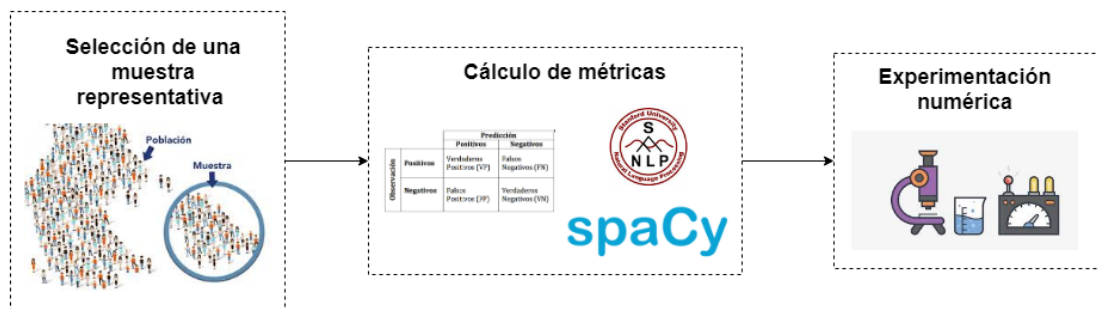 Selección de una
muestra
representativa
Población
Muestra
Cálculo de métricas
Predicción
Positivos Negativos
Observación
Positivos
Verdaderos
Positivos (VP)
Falsos
Negativos (FN)
Negativos
Falsos
Positivos (FP)
Verdaderos
Negativos (VN)
Stanford University
S
NLP
Natural Language Processing
spaCy
Experimentación
numérica